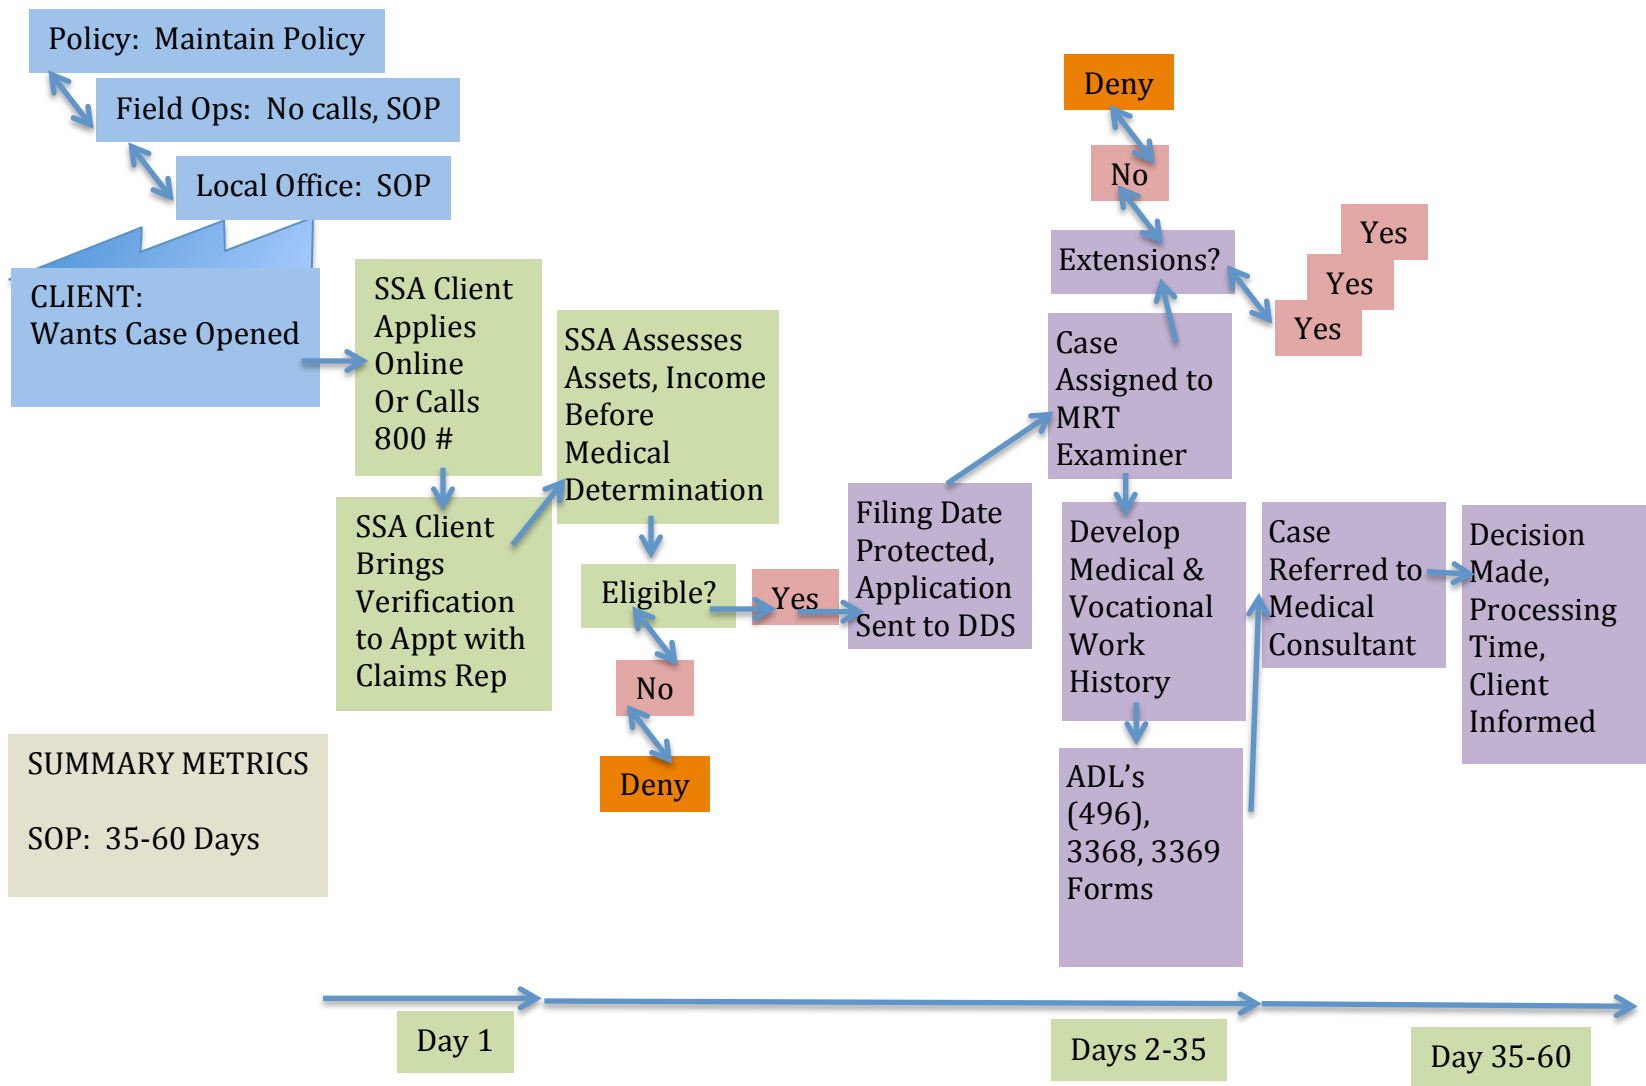 Policy:  Maintain Policy
Field Ops:  No calls, SOP
Local Office:  SOP
CLIENT:
Wants Case Opened
SSA Client
Applies
Online
Or Calls
800 #
SSA Client
Brings
Verification
to Appt with
Claims Rep
SSA Assesses
Assets, Income
Before
Medical
Determination
Eligible?
Yes
No
Deny
Filing Date
Protected,
Application
Sent to DDS
Case
Assigned to
MRT
Examiner
Extensions?
No
Deny
Yes
Yes
Yes
Develop
Medical &
Vocational
Work
History
ADL’s
(496),
3368, 3369
Forms
Case
Referred to
Medical
Consultant
Decision
Made,
Processing
Time,
Client
Informed
SUMMARY METRICS
SOP:  35-60 Days
Day 1
Days 2-35
Day 35-60